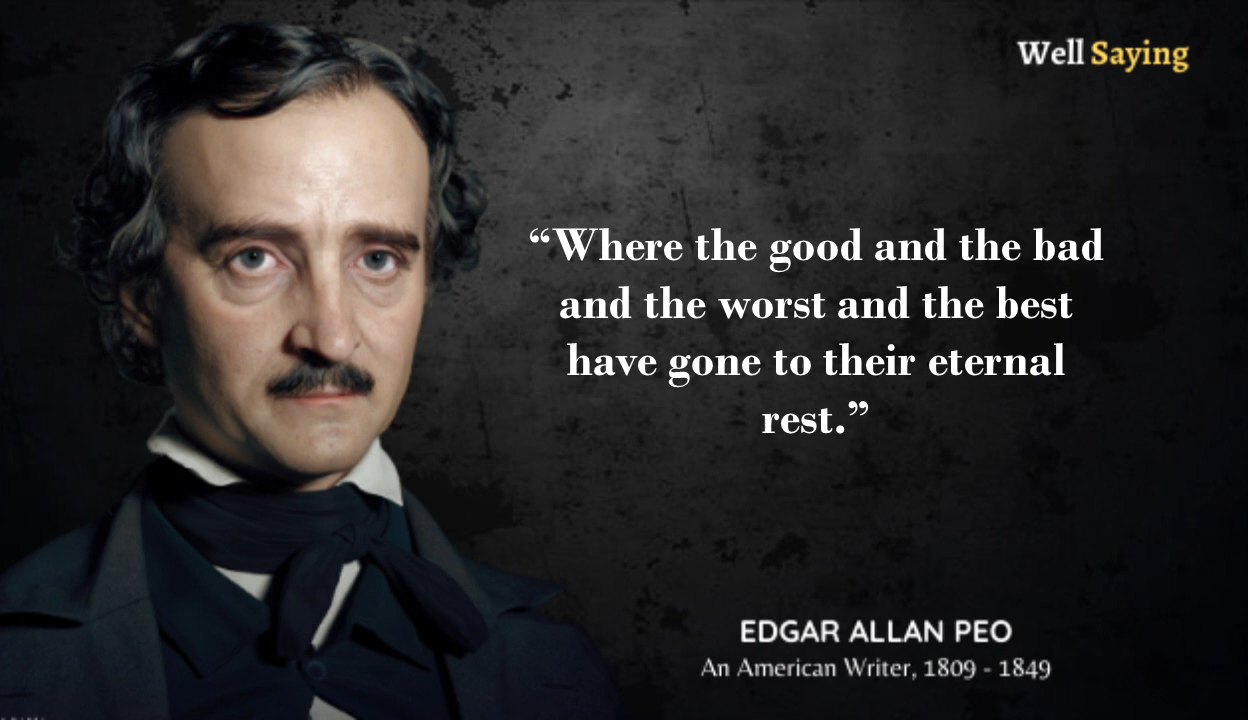 Well Saying
“Where the good and the bad
and the worst and the best
have gone to their eternal
rest.”
EDGAR ALLAN PEO
An American Writer, 1809 - 1849